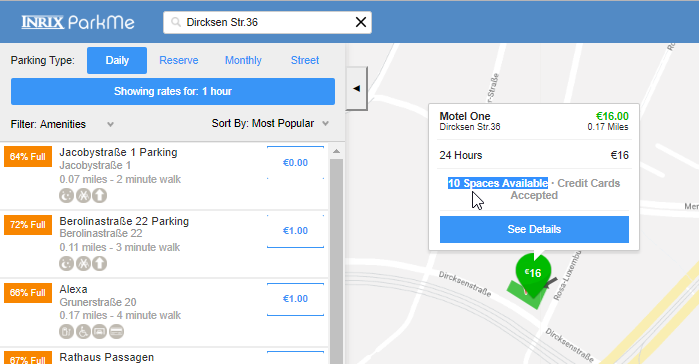 INRIX ParkMe
Dircksen Str.36
Parking Type:
Daily
Reserve
Monthly
Street
Showing rates for: 1 hour
Filter: Amenities
Sort By: Most Popular
64% Full
Jacobystraße 1 Parking
€0.00
Jacobystraße 1
0.07 miles - 2 minute walk
72% Full
Berolinastraße 22 Parking
€1.00
Berolinastraße 22
0.11 miles - 3 minute walk
66% Full
Alexa
€1.00
Grunerstraße 20
0.17 miles - 4 minute walk
67% Full
Rathaus Passagen
Motel One
€16.00
Dircksen Str.36
0.17 Miles
24 Hours
€16
10 Spaces Available · Credit Cards
Accepted
See Details
€16
Dircksenstraße
Rosa-Luxembu
Dircksenstraße
z-Straße
Mem